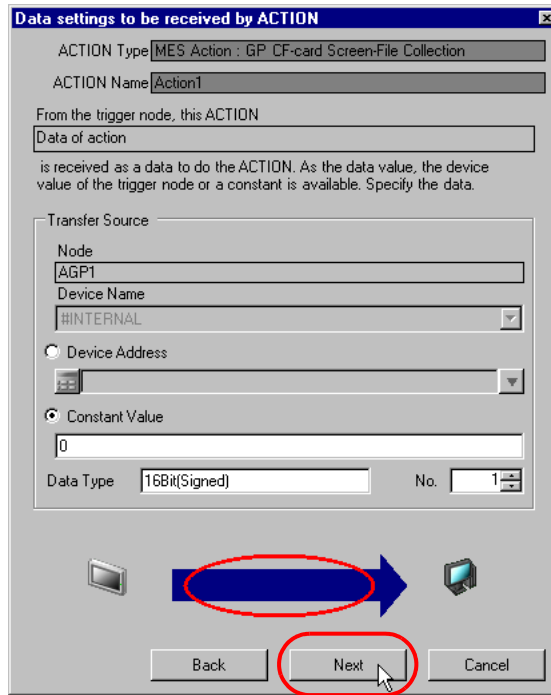 Data settings to be received by ACTION
ACTION Type MES Action : GP CF-card Screen-File Collection
ACTION Name Action1
From the trigger node, this ACTION
Data of action
is received as a data to do the ACTION. As the data value, the device
value of the trigger node or a constant is available. Specify the data.
Transfer Source
Node
AGP1
Device Name
#INTERNAL
Device Address
Constant Value
0
Data Type 16Bit(Signed) No. 1
Back Next Cancel